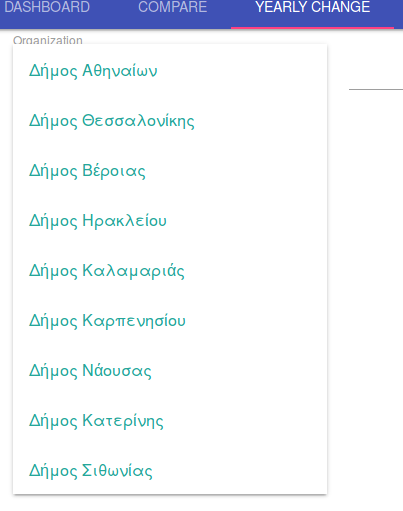 DASHBOARD COMPARE YEARLY CHANGE
Organization
Δήμος Αθηναίων
Δήμος Θεσσαλονίκης
Δήμος Βέροιας
Δήμος Ηρακλείου
Δήμος Καλαμαριάς
Δήμος Καρπενησίου
Δήμος Νάουσας
Δήμος Κατερίνης
Δήμος Σιθωνίας